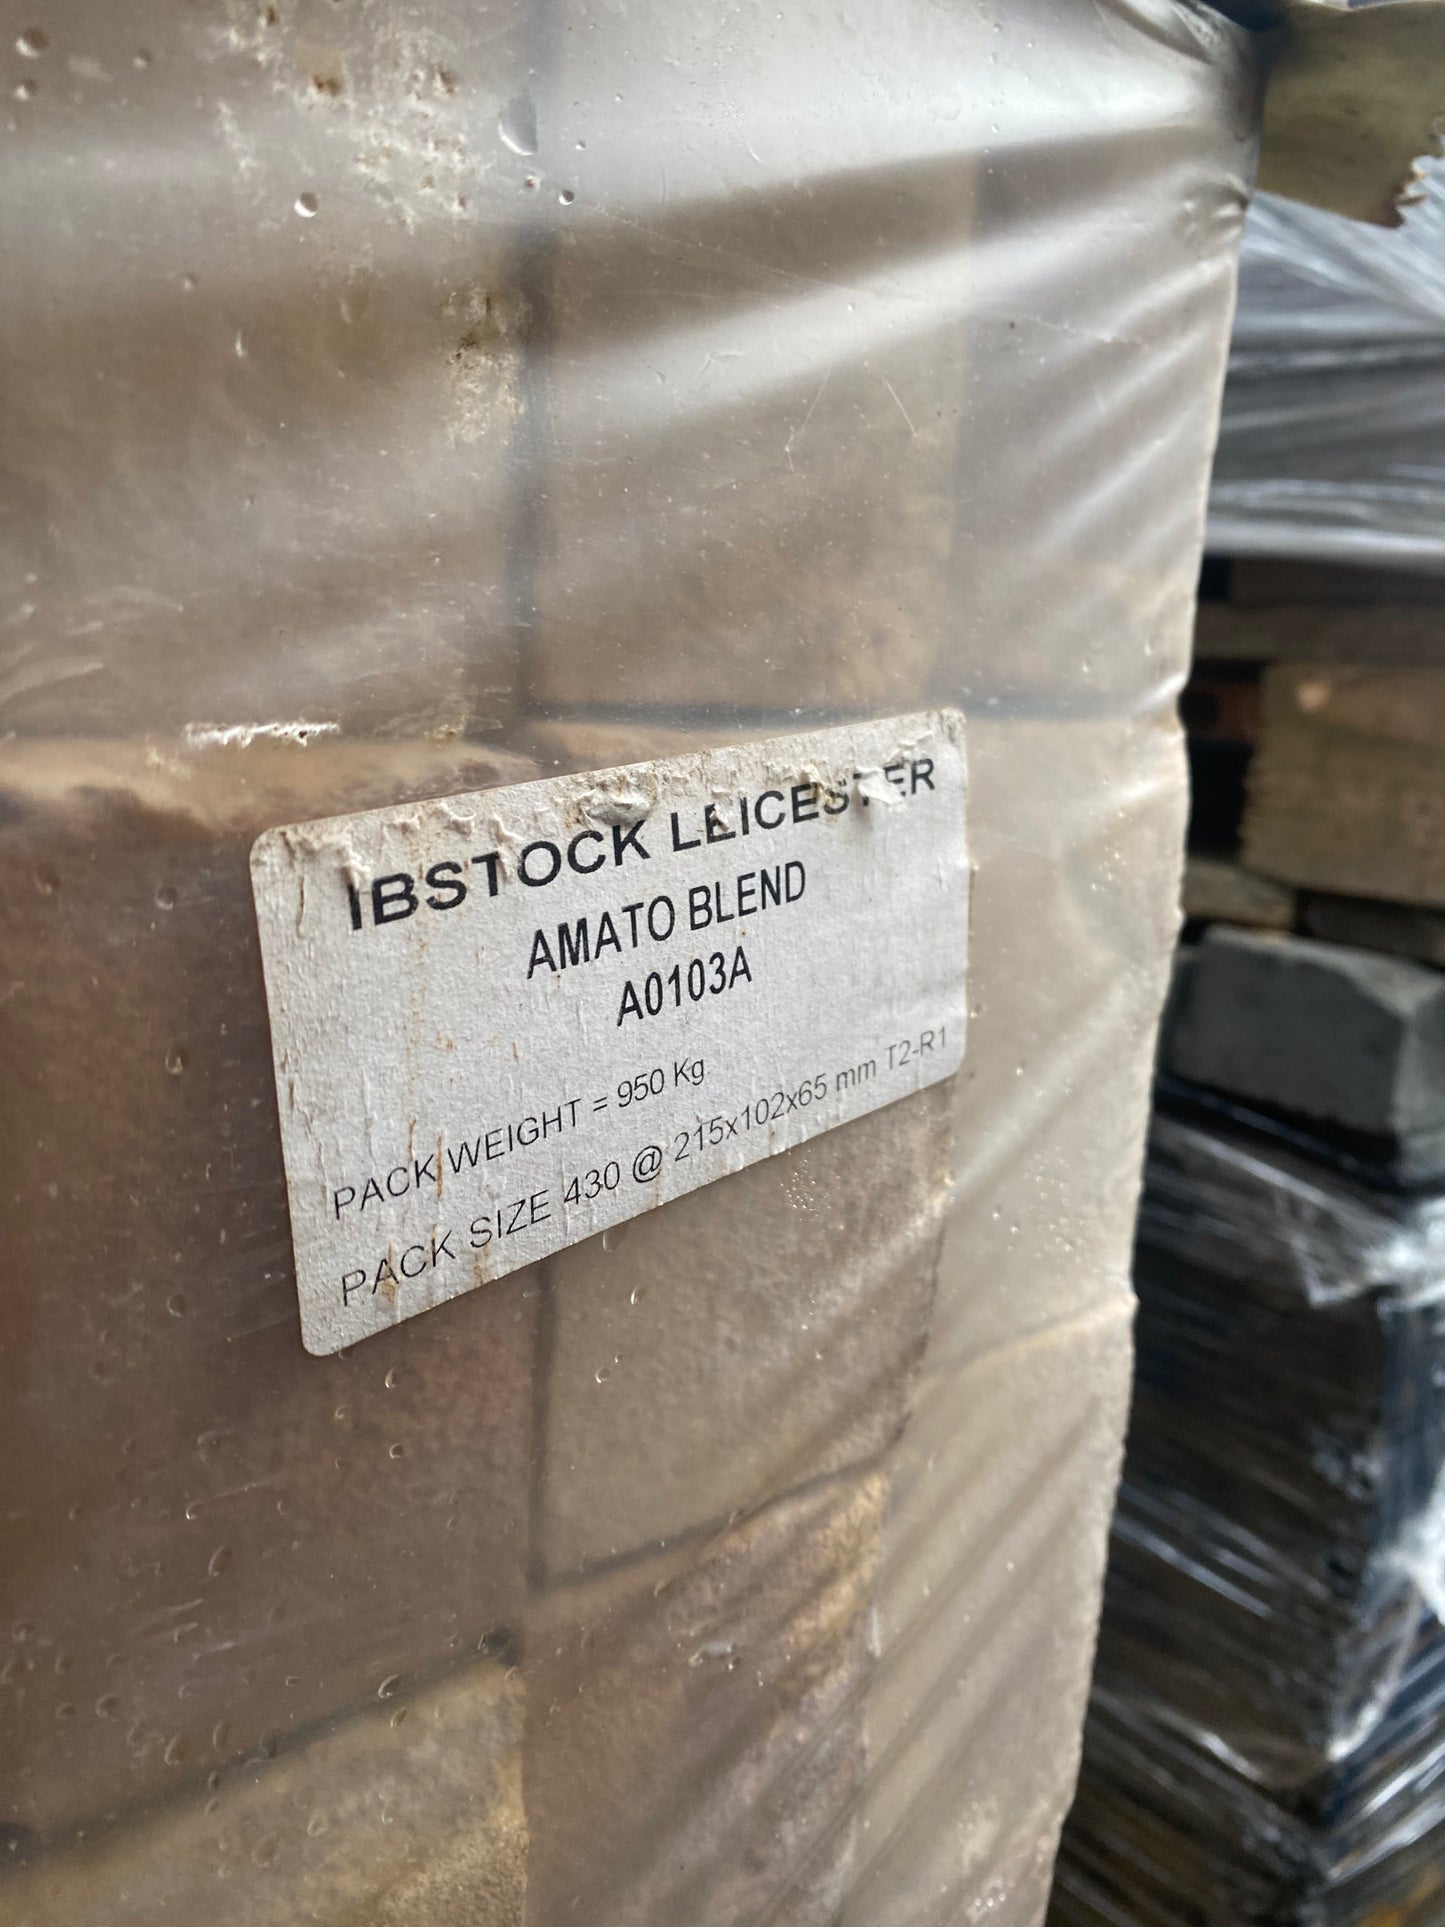 IBSTOCK LEICESTER
AMATO BLEND
A0103A
PACK WEIGHT = 950 Kg
PACK SIZE 430 @ 215x102x65 mm T2-R1